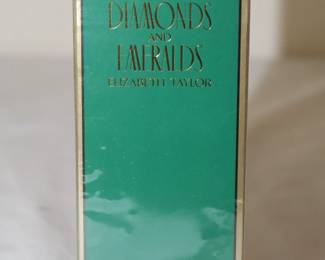 DIAMONDS
AND
EMERALDS
ELIZABETH TAYLOR